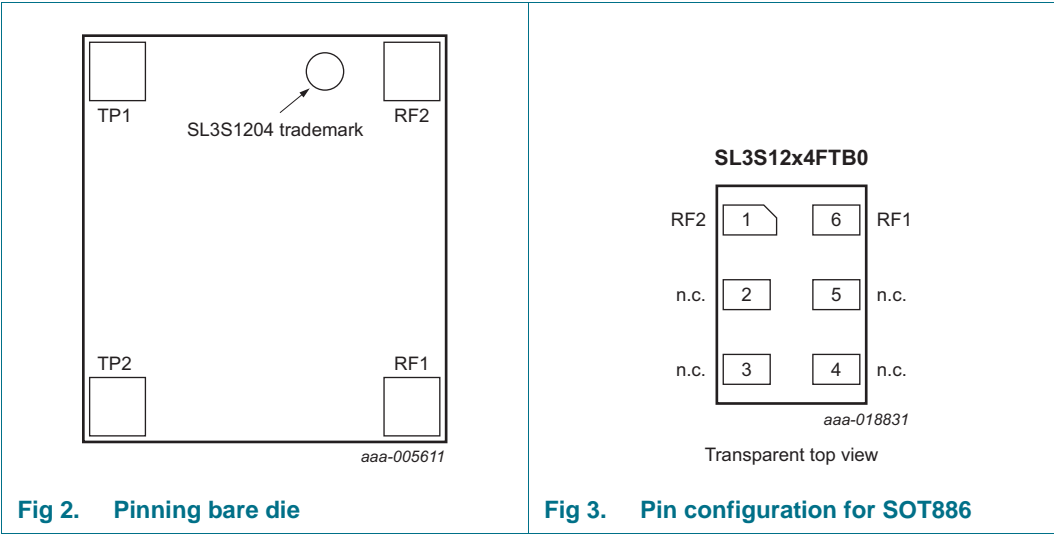 TP1
RF2
SL3S1204 trademark
TP2
RF1
aaa-005611
Fig 2. Pinning bare die
SL3S12x4FTB0
RF2 1 6 RF1
n.c. 2 5 n.c.
n.c. 3 4 n.c.
aaa-018831
Transparent top view
Fig 3. Pin configuration for SOT886